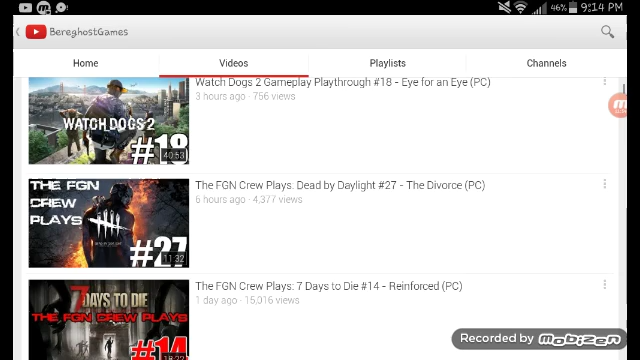 46% 9:14 PM
BereghostGames
Home Videos Playlists Channels
Watch Dogs 2 Gameplay Playthrough #18 - Eye for an Eye (PC)
3 hours ago · 756 views
WATCH DOGS 2
#18
40:53
The FGN Crew Plays: Dead by Daylight #27 - The Divorce (PC)
6 hours ago · 4,377 views
THE FGN
CREW
PLAYS
#27
11:32
The FGN Crew Plays: 7 Days to Die #14 - Reinforced (PC)
1 day ago · 15,016 views
7 DAYS TO DIE
THE FGN CREW PLAYS
#14
18:22
Recorded by Mobizen